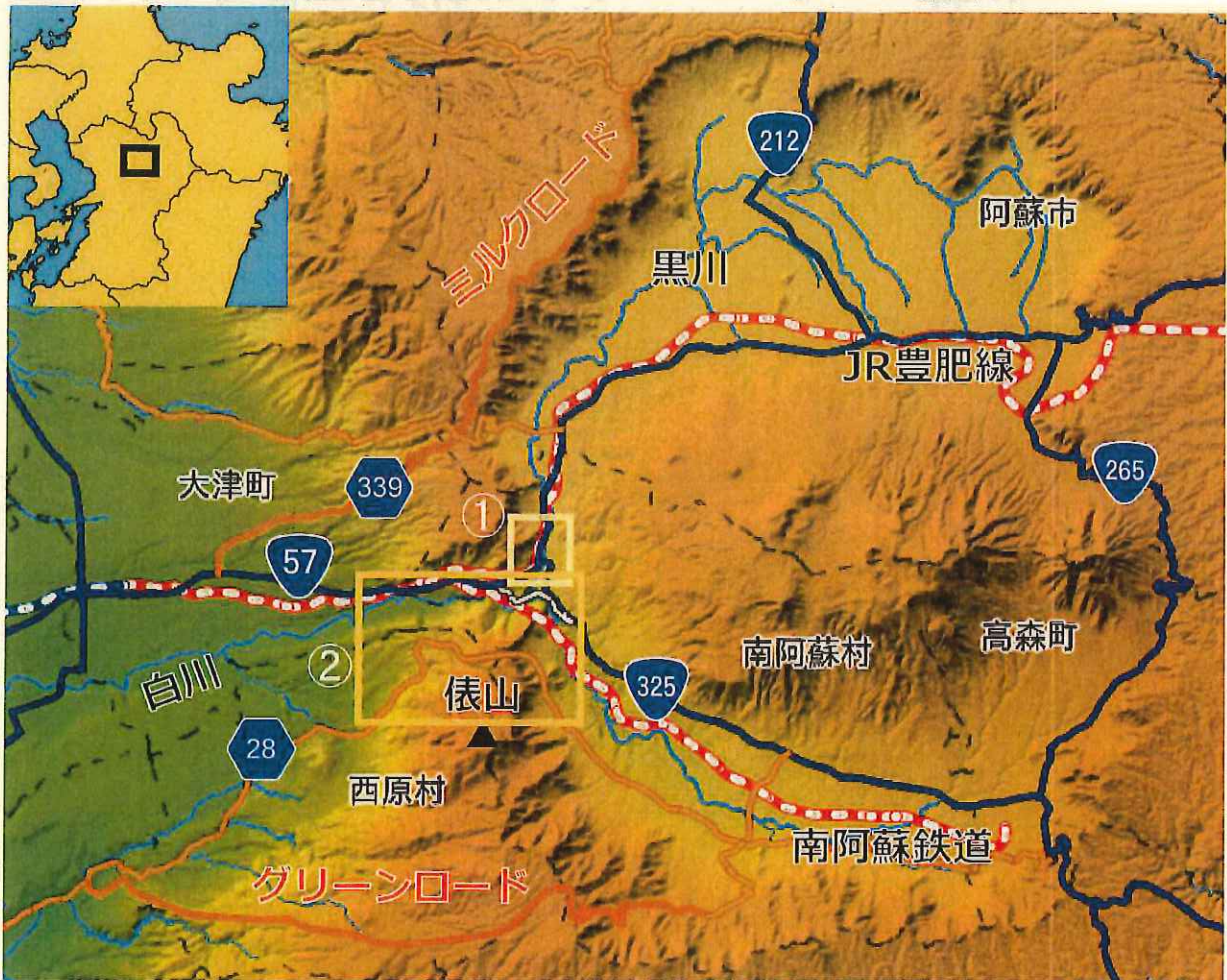 212
阿蘇市
ミルクロード
黒川
JR豊肥線
265
大津町
339
①
57
南阿蘇村
高森町
②
白川
325
俵山
28
西原村
南阿蘇鉄道
グリーンロード